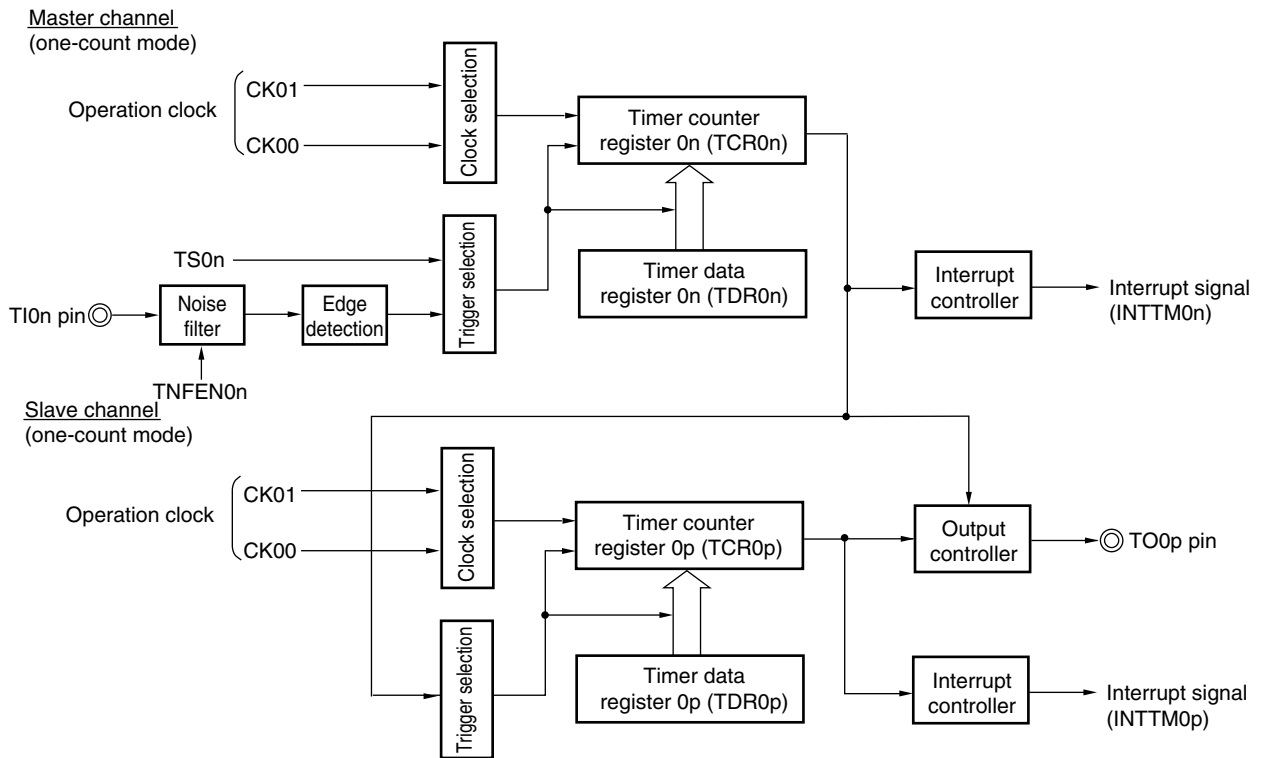 Master channel
(one-count mode)
Operation clock
CK01
CK00
Clock selection
Timer counter
register 0n (TCR0n)
TS0n
TI0n pin
Noise
filter
Edge
detection
TNFEN0n
Trigger selection
Timer data
register 0n (TDR0n)
Interrupt
controller
Interrupt signal
(INTTM0n)
Slave channel
(one-count mode)
Operation clock
CK01
CK00
Clock selection
Timer counter
register 0p (TCR0p)
Output
controller
TO0p pin
Trigger selection
Timer data
register 0p (TDR0p)
Interrupt
controller
Interrupt signal
(INTTM0p)